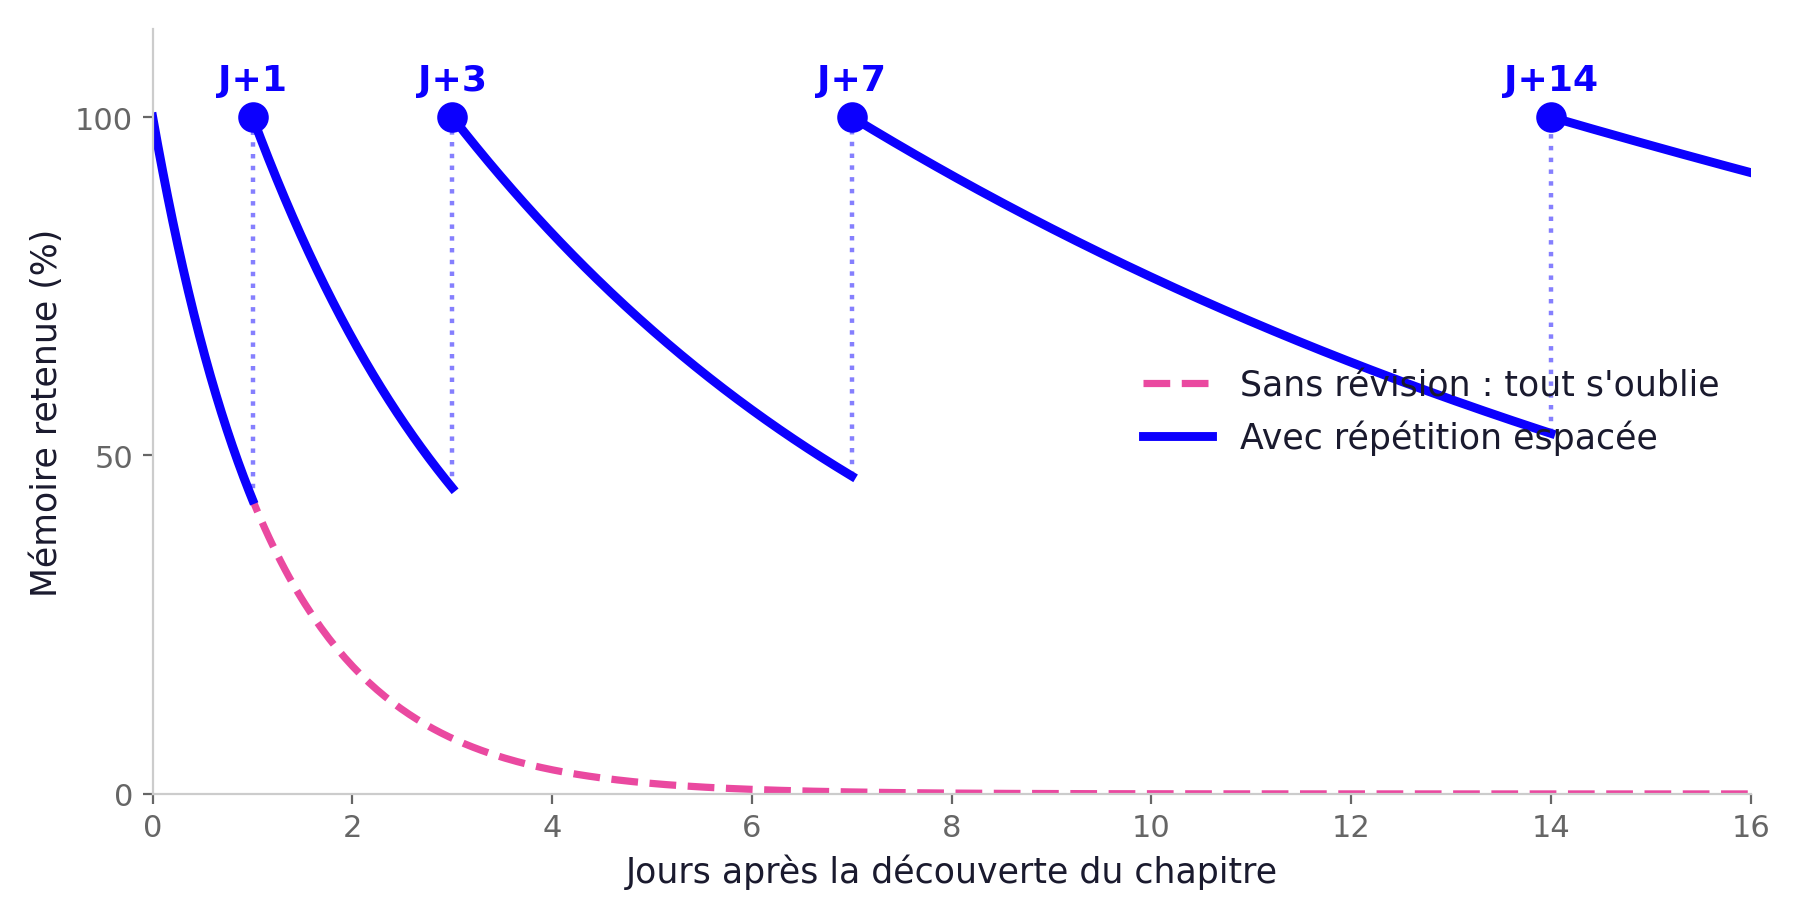 J+1 J+3 J+7 J+14
100
50
0
Mémoire retenue (%)
Sans révision : tout s'oublie
Avec répétition espacée
0 2 4 6 8 10 12 14 16
Jours après la découverte du chapitre